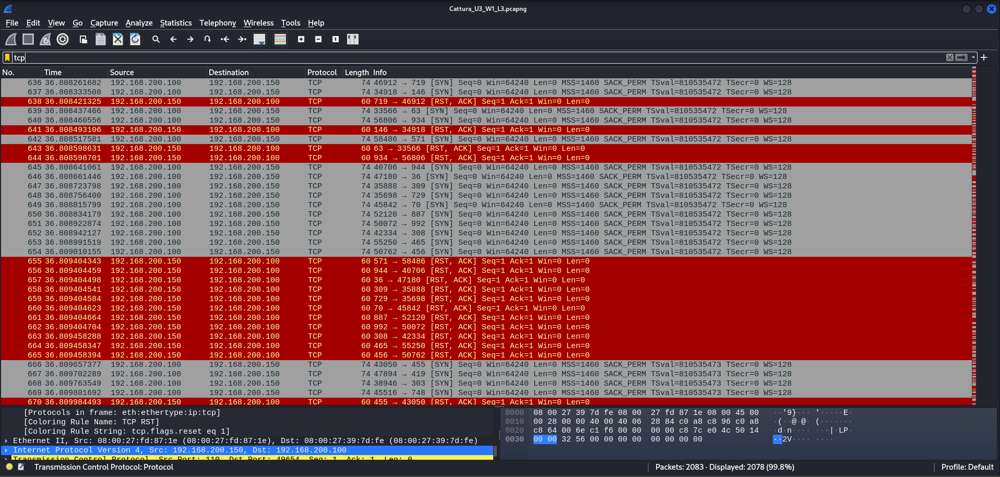 Cattura_U3_W1_L3.pcapng
File Edit View Go Capture Analyze Statistics Telephony Wireless Tools Help
tcp
No. Time Source Destination Protocol Length Info
636 36.808261682 192.168.200.100 192.168.200.150 TCP 74 46912 → 719 [SYN] Seq=0 Win=64240 Len=0 MSS=1460 SACK_PERM TSval=810535472 TSecr=0 WS=128
637 36.808333508 192.168.200.100 192.168.200.150 TCP 74 34918 → 146 [SYN] Seq=0 Win=64240 Len=0 MSS=1460 SACK_PERM TSval=810535472 TSecr=0 WS=128
638 36.808421325 192.168.200.150 192.168.200.100 TCP 60 719 → 46912 [RST, ACK] Seq=1 Ack=1 Win=0 Len=0
639 36.808437466 192.168.200.100 192.168.200.150 TCP 74 33566 → 63 [SYN] Seq=0 Win=64240 Len=0 MSS=1460 SACK_PERM TSval=810535472 TSecr=0 WS=128
640 36.808460556 192.168.200.100 192.168.200.150 TCP 74 56806 → 934 [SYN] Seq=0 Win=64240 Len=0 MSS=1460 SACK_PERM TSval=810535472 TSecr=0 WS=128
641 36.808493106 192.168.200.150 192.168.200.100 TCP 60 146 → 34918 [RST, ACK] Seq=1 Ack=1 Win=0 Len=0
642 36.808517581 192.168.200.100 192.168.200.150 TCP 74 58486 → 571 [SYN] Seq=0 Win=64240 Len=0 MSS=1460 SACK_PERM TSval=810535472 TSecr=0 WS=128
643 36.808598631 192.168.200.150 192.168.200.100 TCP 60 63 → 33566 [RST, ACK] Seq=1 Ack=1 Win=0 Len=0
644 36.808598701 192.168.200.150 192.168.200.100 TCP 60 934 → 56806 [RST, ACK] Seq=1 Ack=1 Win=0 Len=0
645 36.808641061 192.168.200.100 192.168.200.150 TCP 74 40706 → 944 [SYN] Seq=0 Win=64240 Len=0 MSS=1460 SACK_PERM TSval=810535472 TSecr=0 WS=128
646 36.808661446 192.168.200.100 192.168.200.150 TCP 74 47180 → 36 [SYN] Seq=0 Win=64240 Len=0 MSS=1460 SACK_PERM TSval=810535472 TSecr=0 WS=128
647 36.808723798 192.168.200.100 192.168.200.150 TCP 74 35888 → 309 [SYN] Seq=0 Win=64240 Len=0 MSS=1460 SACK_PERM TSval=810535472 TSecr=0 WS=128
648 36.808756400 192.168.200.100 192.168.200.150 TCP 74 35698 → 729 [SYN] Seq=0 Win=64240 Len=0 MSS=1460 SACK_PERM TSval=810535472 TSecr=0 WS=128
649 36.808815799 192.168.200.100 192.168.200.150 TCP 74 45842 → 70 [SYN] Seq=0 Win=64240 Len=0 MSS=1460 SACK_PERM TSval=810535472 TSecr=0 WS=128
650 36.808834179 192.168.200.100 192.168.200.150 TCP 74 52120 → 887 [SYN] Seq=0 Win=64240 Len=0 MSS=1460 SACK_PERM TSval=810535472 TSecr=0 WS=128
651 36.808922874 192.168.200.100 192.168.200.150 TCP 74 50072 → 992 [SYN] Seq=0 Win=64240 Len=0 MSS=1460 SACK_PERM TSval=810535472 TSecr=0 WS=128
652 36.808942127 192.168.200.100 192.168.200.150 TCP 74 42334 → 308 [SYN] Seq=0 Win=64240 Len=0 MSS=1460 SACK_PERM TSval=810535472 TSecr=0 WS=128
653 36.808991519 192.168.200.100 192.168.200.150 TCP 74 55250 → 465 [SYN] Seq=0 Win=64240 Len=0 MSS=1460 SACK_PERM TSval=810535472 TSecr=0 WS=128
654 36.809010155 192.168.200.100 192.168.200.150 TCP 74 50762 → 456 [SYN] Seq=0 Win=64240 Len=0 MSS=1460 SACK_PERM TSval=810535472 TSecr=0 WS=128
655 36.809404343 192.168.200.150 192.168.200.100 TCP 60 571 → 58486 [RST, ACK] Seq=1 Ack=1 Win=0 Len=0
656 36.809404459 192.168.200.150 192.168.200.100 TCP 60 944 → 40706 [RST, ACK] Seq=1 Ack=1 Win=0 Len=0
657 36.809404498 192.168.200.150 192.168.200.100 TCP 60 36 → 47180 [RST, ACK] Seq=1 Ack=1 Win=0 Len=0
658 36.809404541 192.168.200.150 192.168.200.100 TCP 60 309 → 35888 [RST, ACK] Seq=1 Ack=1 Win=0 Len=0
659 36.809404584 192.168.200.150 192.168.200.100 TCP 60 729 → 35698 [RST, ACK] Seq=1 Ack=1 Win=0 Len=0
660 36.809404623 192.168.200.150 192.168.200.100 TCP 60 70 → 45842 [RST, ACK] Seq=1 Ack=1 Win=0 Len=0
661 36.809404664 192.168.200.150 192.168.200.100 TCP 60 887 → 52120 [RST, ACK] Seq=1 Ack=1 Win=0 Len=0
662 36.809404704 192.168.200.150 192.168.200.100 TCP 60 992 → 50072 [RST, ACK] Seq=1 Ack=1 Win=0 Len=0
663 36.809458288 192.168.200.150 192.168.200.100 TCP 60 308 → 42334 [RST, ACK] Seq=1 Ack=1 Win=0 Len=0
664 36.809458347 192.168.200.150 192.168.200.100 TCP 60 465 → 55250 [RST, ACK] Seq=1 Ack=1 Win=0 Len=0
665 36.809458394 192.168.200.150 192.168.200.100 TCP 60 456 → 50762 [RST, ACK] Seq=1 Ack=1 Win=0 Len=0
666 36.809657377 192.168.200.100 192.168.200.150 TCP 74 43050 → 455 [SYN] Seq=0 Win=64240 Len=0 MSS=1460 SACK_PERM TSval=810535473 TSecr=0 WS=128
667 36.809702289 192.168.200.100 192.168.200.150 TCP 74 47894 → 419 [SYN] Seq=0 Win=64240 Len=0 MSS=1460 SACK_PERM TSval=810535473 TSecr=0 WS=128
668 36.809763549 192.168.200.100 192.168.200.150 TCP 74 38946 → 303 [SYN] Seq=0 Win=64240 Len=0 MSS=1460 SACK_PERM TSval=810535473 TSecr=0 WS=128
669 36.809801692 192.168.200.100 192.168.200.150 TCP 74 45516 → 748 [SYN] Seq=0 Win=64240 Len=0 MSS=1460 SACK_PERM TSval=810535473 TSecr=0 WS=128
670 36.809984493 192.168.200.150 192.168.200.100 TCP 60 455 → 43050 [RST, ACK] Seq=1 Ack=1 Win=0 Len=0
[Protocols in frame: eth:ethertype:ip:tcp]
[Coloring Rule Name: TCP RST]
[Coloring Rule String: tcp.flags.reset eq 1]
Ethernet II, Src: 08:00:27:fd:87:1e (08:00:27:fd:87:1e), Dst: 08:00:27:39:7d:fe (08:00:27:39:7d:fe)
Internet Protocol Version 4, Src: 192.168.200.150, Dst: 192.168.200.100
Transmission Control Protocol, Src Port: 110, Dst Port: 49654, Seq: 1, Ack: 1, Len: 0
0000 08 00 27 39 7d fe 08 00 27 fd 87 1e 08 00 45 00 ··'9}··· '·····E·
0010 00 28 00 00 40 00 40 06 28 84 c0 a8 c8 96 c0 a8 ·(··@·@· (·······
0020 c8 64 00 6e c1 f6 00 00 00 00 c8 7c e0 4c 50 14 ·d·n···· ···|·LP·
0030 00 00 32 56 00 00 00 00 00 00 00 00 ··2V···· ····
Transmission Control Protocol: Protocol
Packets: 2083 · Displayed: 2078 (99.8%)
Profile: Default